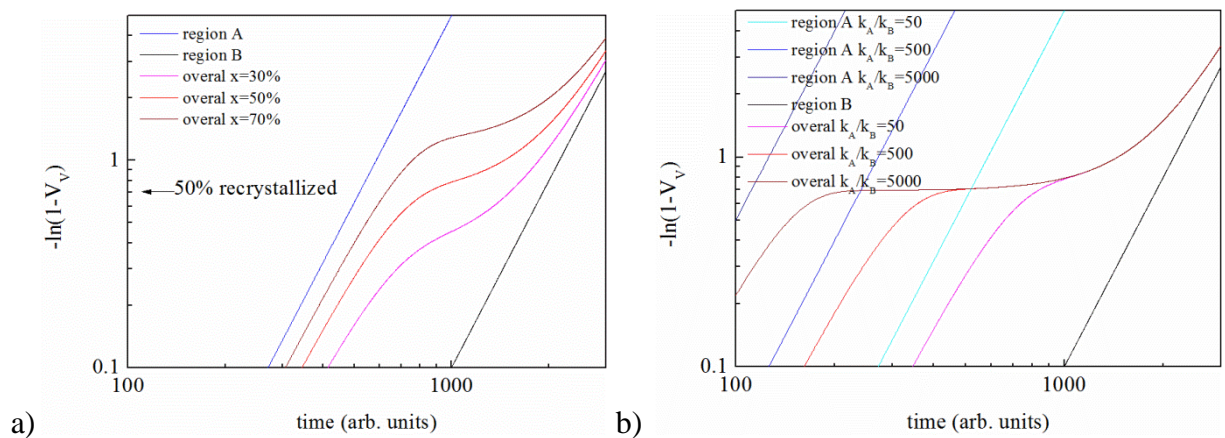 region A
region B
overal x=30%
overal x=50%
overal x=70%
1
50% recrystallized
-ln(1-V_V)
0.1
100
1000
time (arb. units)
a)
region A k_A/k_B=50
region A k_A/k_B=500
region A k_A/k_B=5000
region B
overal k_A/k_B=50
overal k_A/k_B=500
overal k_A/k_B=5000
1
-ln(1-V_V)
0.1
100
1000
time (arb. units)
b)